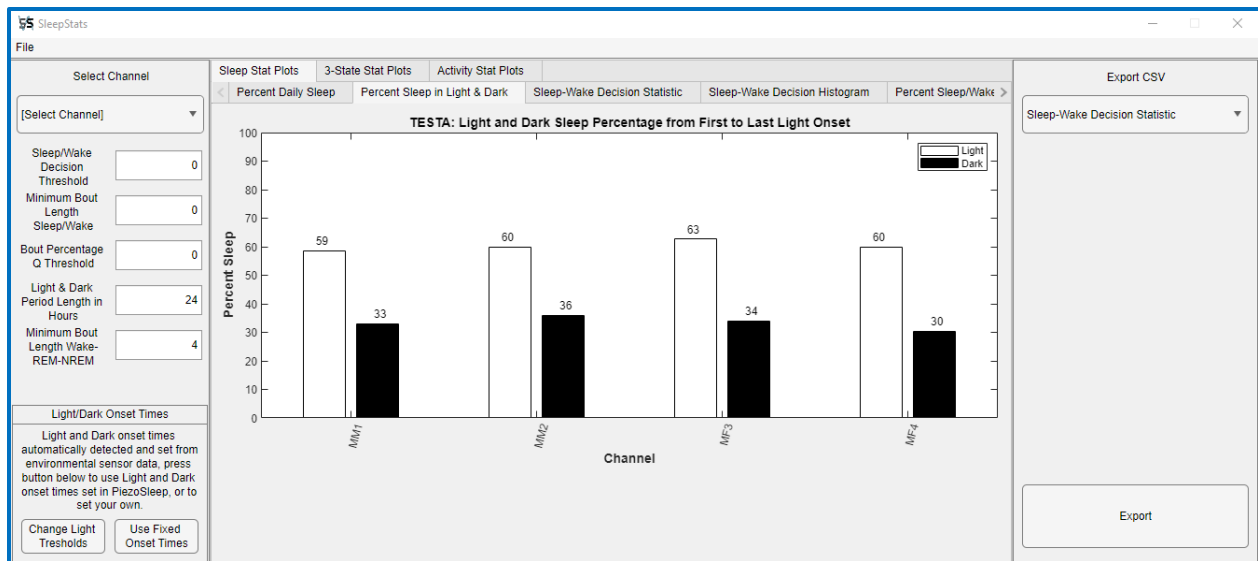 SS SleepStats
File
Select Channel
[Select Channel]
Sleep/Wake
Decision
Threshold
0
Minimum Bout
Length
Sleep/Wake
0
Bout Percentage
Q Threshold
0
Light & Dark
Period Length in
Hours
24
Minimum Bout
Length Wake-
REM-NREM
4
Light/Dark Onset Times
Light and Dark onset times
automatically detected and set from
environmental sensor data, press
button below to use Light and Dark
onset times set in PiezoSleep, or to
set your own.
Change Light
Tresholds
Use Fixed
Onset Times
Sleep Stat Plots
3-State Stat Plots
Activity Stat Plots
Percent Daily Sleep
Percent Sleep in Light & Dark
Sleep-Wake Decision Statistic
Sleep-Wake Decision Histogram
Percent Sleep/Wake
TESTA: Light and Dark Sleep Percentage from First to Last Light Onset
Light
Dark
Percent Sleep
100
90
80
70
60
50
40
30
20
10
0
59
33
60
36
63
34
60
30
MM1
MM2
MF3
MF4
Channel
Export CSV
Sleep-Wake Decision Statistic
Export